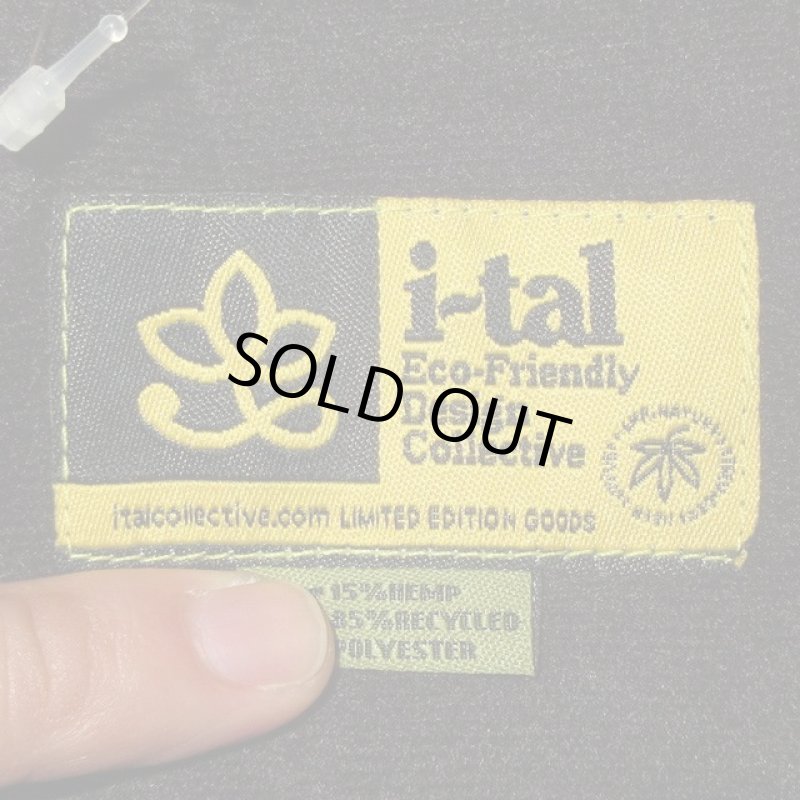 i-tal
Eco-Friendly
Design
Collective
italcollective.com LIMITED EDITION GOODS
15%HEMP
85%RECYCLED
POLYESTER
SOLD OUT